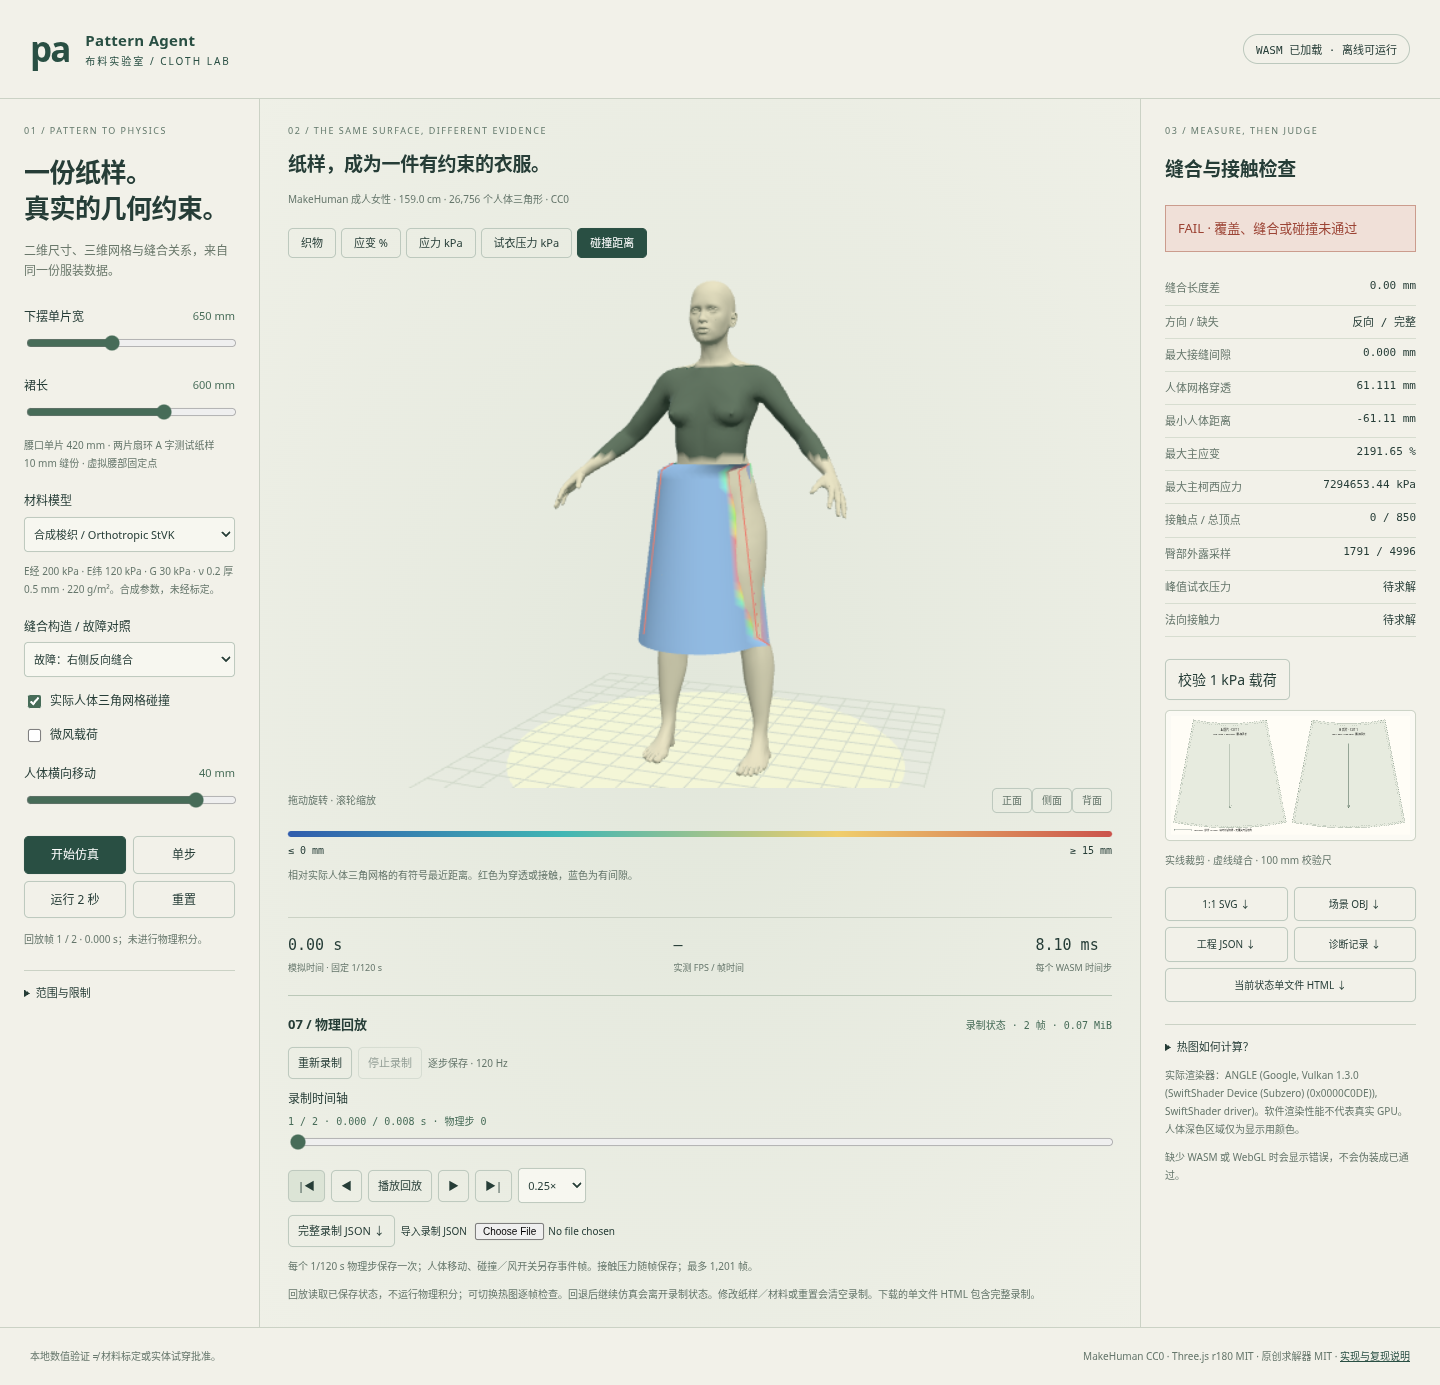 pa
Pattern Agent
布料实验室 / CLOTH LAB
WASM 已加载 · 离线可运行
01 / PATTERN TO PHYSICS
一份纸样。
真实的几何约束。
二维尺寸、三维网格与缝合关系，来自
同一份服装数据。
下摆单片宽 650 mm
裙长 600 mm
腰口单片 420 mm · 两片扇环 A 字测试纸样
10 mm 缝份 · 虚拟腰部固定点
材料模型
合成梭织 / Orthotropic StVK
E经 200 kPa · E纬 120 kPa · G 30 kPa · ν 0.2 厚
0.5 mm · 220 g/m²。合成参数，未经标定。
缝合构造 / 故障对照
故障：右侧反向缝合
实际人体三角网格碰撞
微风载荷
人体横向移动 40 mm
开始仿真 单步
运行 2 秒 重置
回放帧 1 / 2 · 0.000 s；未进行物理积分。
▶ 范围与限制
02 / THE SAME SURFACE, DIFFERENT EVIDENCE
纸样，成为一件有约束的衣服。
MakeHuman 成人女性 · 159.0 cm · 26,756 个人体三角形 · CC0
织物 应变 % 应力 kPa 试衣压力 kPa 碰撞距离
拖动旋转 · 滚轮缩放 正面 侧面 背面
≤ 0 mm ≥ 15 mm
相对实际人体三角网格的有符号最近距离。红色为穿透或接触，蓝色为有间隙。
0.00 s — 8.10 ms
模拟时间 · 固定 1/120 s 实测 FPS / 帧时间 每个 WASM 时间步
07 / 物理回放 录制状态 · 2 帧 · 0.07 MiB
重新录制 停止录制 逐步保存 · 120 Hz
录制时间轴
1 / 2 · 0.000 / 0.008 s · 物理步 0
|◀ ◀ 播放回放 ▶ ▶| 0.25×
完整录制 JSON ↓ 导入录制 JSON Choose File No file chosen
每个 1/120 s 物理步保存一次；人体移动、碰撞／风开关另存事件帧。接触压力随帧保存；最多 1,201 帧。
回放读取已保存状态，不运行物理积分；可切换热图逐帧检查。回退后继续仿真会离开录制状态。修改纸样／材料或重置会清空录制。下载的单文件 HTML 包含完整录制。
03 / MEASURE, THEN JUDGE
缝合与接触检查
FAIL · 覆盖、缝合或碰撞未通过
缝合长度差 0.00 mm
方向 / 缺失 反向 / 完整
最大接缝间隙 0.000 mm
人体网格穿透 61.111 mm
最小人体距离 -61.11 mm
最大主应变 2191.65 %
最大主柯西应力 7294653.44 kPa
接触点 / 总顶点 0 / 850
臀部外露采样 1791 / 4996
峰值试衣压力 待求解
法向接触力 待求解
校验 1 kPa 载荷
实线裁剪 · 虚线缝合 · 100 mm 校验尺
1:1 SVG ↓ 场景 OBJ ↓
工程 JSON ↓ 诊断记录 ↓
当前状态单文件 HTML ↓
▶ 热图如何计算？
实际渲染器：ANGLE (Google, Vulkan 1.3.0
(SwiftShader Device (Subzero) (0x0000C0DE)),
SwiftShader driver)。软件渲染性能不代表真实 GPU。
人体深色区域仅为显示用颜色。
缺少 WASM 或 WebGL 时会显示错误，不会伪装成已通
过。
本地数值验证 ≠ 材料标定或实体试穿批准。
MakeHuman CC0 · Three.js r180 MIT · 原创求解器 MIT · 实现与复现说明